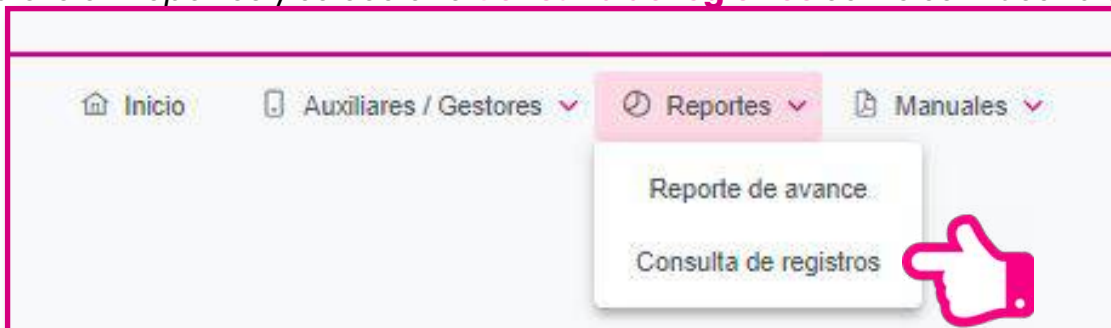 Inicio Auxiliares / Gestores Reportes Manuales
Reporte de avance
Consulta de registros